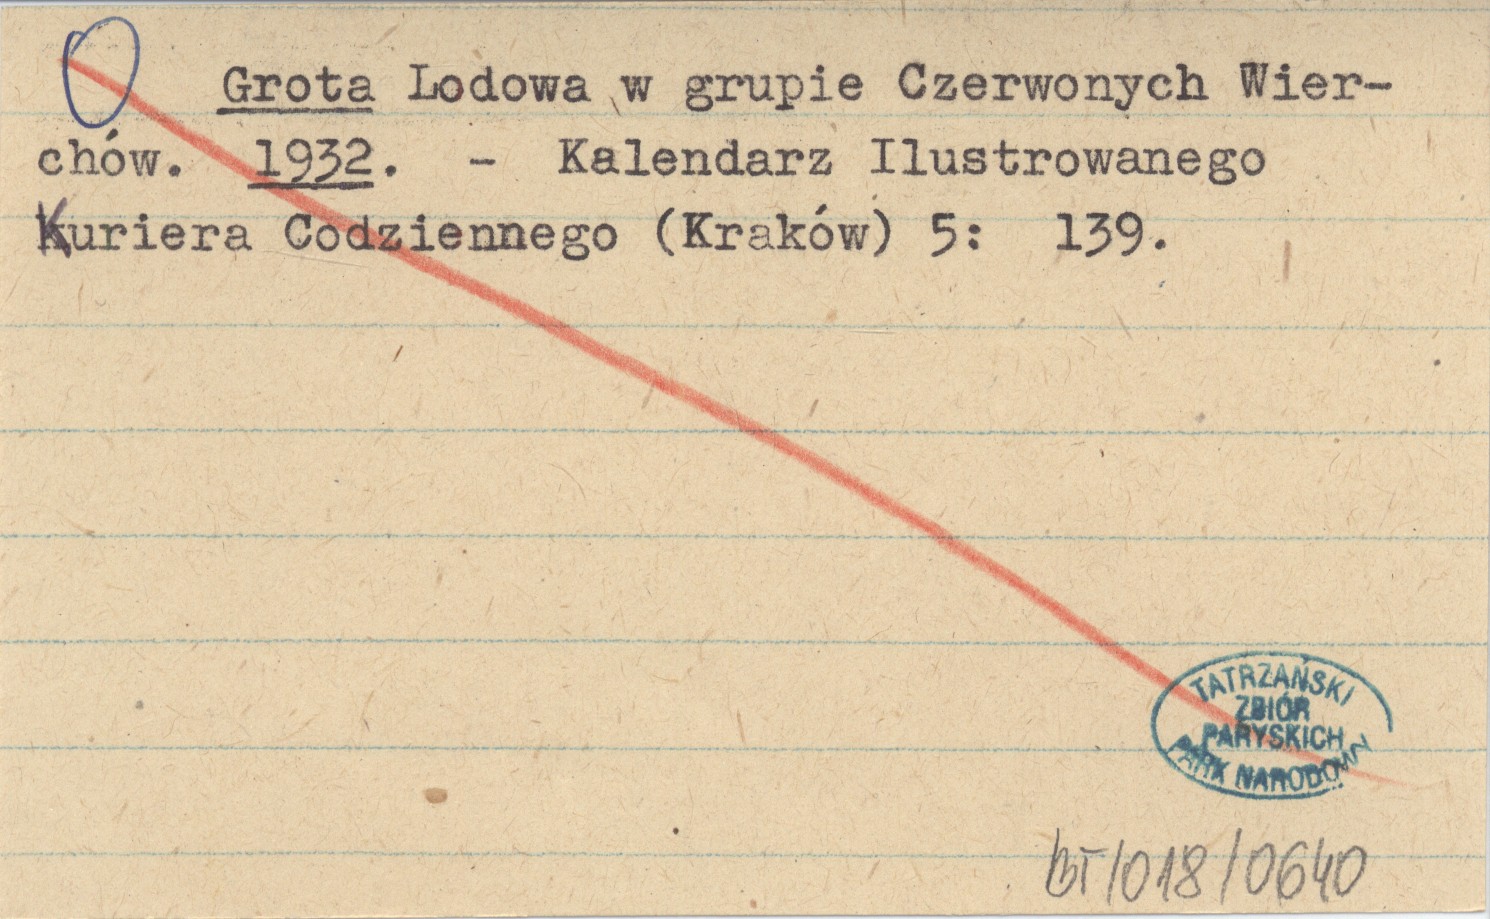 Grota Lodowa w grupie Czerwonych Wier-
chów. 1932. - Kalendarz Ilustrowanego
Kuriera Codziennego (Kraków) 5: 139.
TATRZAŃSKI
ZBIÓR
PARYSKICH
PARK NARODOWY
BT/018/0640